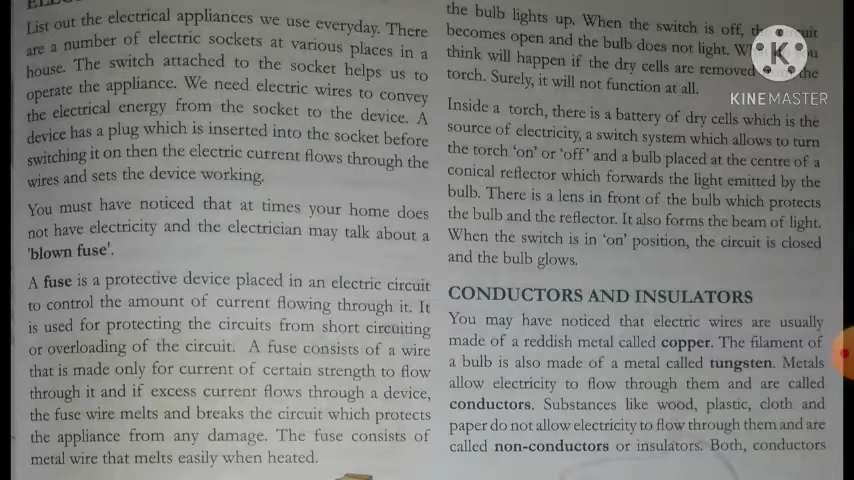 List out the electrical appliances we use everyday. There
are a number of electric sockets at various places in a
house. The switch attached to the socket helps us to
operate the appliance. We need electric wires to convey
the electrical energy from the socket to the device. A
device has a plug which is inserted into the socket before
switching it on then the electric current flows through the
wires and sets the device working.
You must have noticed that at times your home does
not have electricity and the electrician may talk about a
'blown fuse'.
A fuse is a protective device placed in an electric circuit
to control the amount of current flowing through it. It
is used for protecting the circuits from short circuiting
or overloading of the circuit. A fuse consists of a wire
that is made only for current of certain strength to flow
through it and if excess current flows through a device,
the fuse wire melts and breaks the circuit which protects
the appliance from any damage. The fuse consists of
metal wire that melts easily when heated.
the bulb lights up. When the switch is off,
becomes open and the bulb does not light.
think will happen if the dry cells are removed the
torch. Surely, it will not function at all.
Inside a torch, there is a battery of dry cells which is the
source of electricity, a switch system which allows to turn
the torch 'on' or 'off' and a bulb placed at the centre of a
conical reflector which forwards the light emitted by the
bulb. There is a lens in front of the bulb which protects
the bulb and the reflector. It also forms the beam of light.
When the switch is in 'on' position, the circuit is closed
and the bulb glows.
CONDUCTORS AND INSULATORS
You may have noticed that electric wires are usually
made of a reddish metal called copper. The filament of
a bulb is also made of a metal called tungsten. Metals
allow electricity to flow through them and are called
conductors. Substances like wood, plastic, cloth and
paper do not allow electricity to flow through them and are
called non-conductors or insulators. Both, conductors
K
KINEMASTER